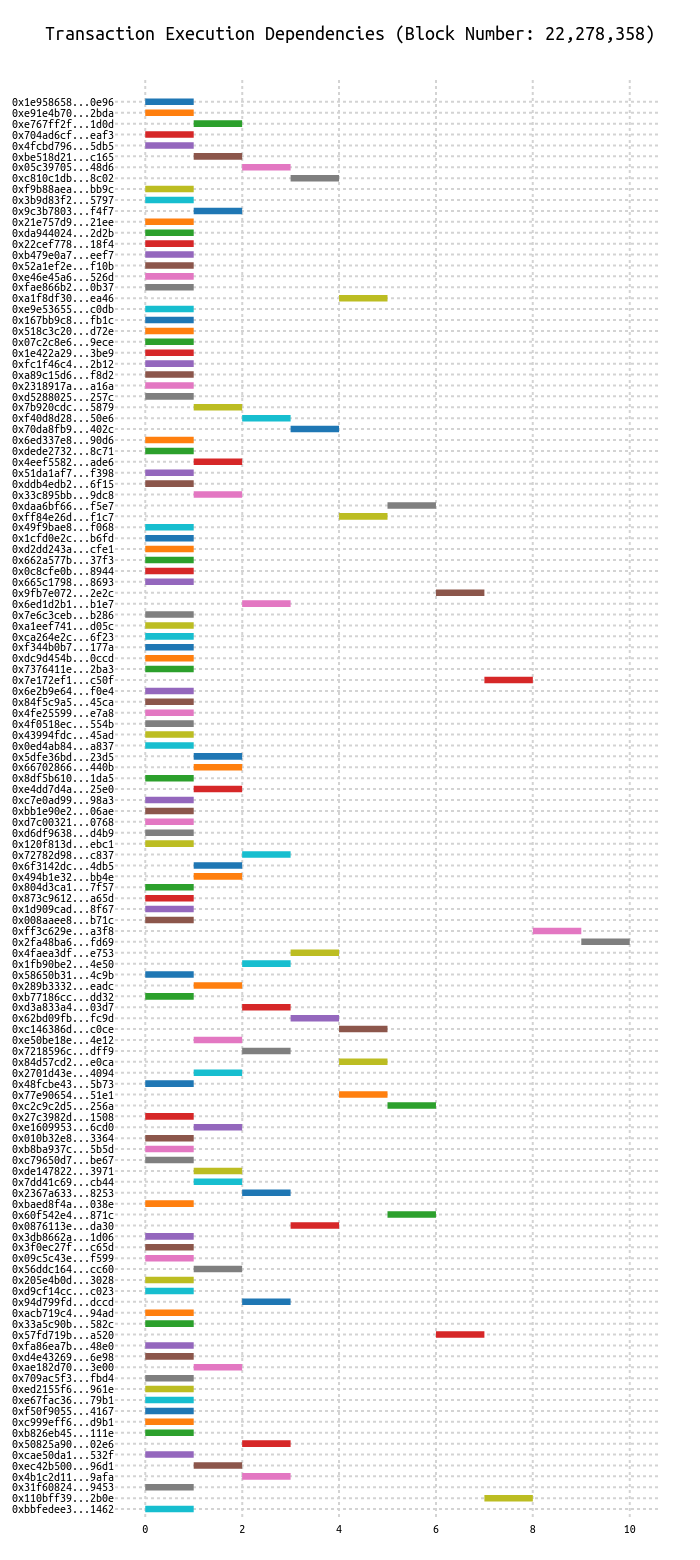 Transaction Execution Dependencies (Block Number: 22,278,358)
0x1e958658...0e96
0xe91e4b70...2bda
0xe767ff2f...1d0d
0x704ad6cf...eaf3
0x4fcbd796...5db5
0xbe518d21...c165
0x05c39705...48d6
0xc810c1db...8c02
0xf9b88aea...bb9c
0x3b9d83f2...5797
0x9c3b7803...f4f7
0x21e757d9...21ee
0xda944024...2d2b
0x22cef778...18f4
0xb479e0a7...eef7
0x52a1ef2e...f10b
0xe46e45a6...526d
0xfae866b2...0b37
0xa1f8df30...ea46
0xe9e53655...c0db
0x167bb9c8...fb1c
0x518c3c20...d72e
0x07c2c8e6...9ece
0x1e422a29...3be9
0xfc1f46c4...2b12
0xa89c15d6...f8d2
0x2318917a...a16a
0xd5288025...257c
0x7b920cdc...5879
0xf40d8d28...50e6
0x70da8fb9...402c
0x6ed337e8...90d6
0xdede2732...8c71
0x4eef5582...ade6
0x51da1af7...f398
0xddb4edb2...6f15
0x33c895bb...9dc8
0xdaa6bf66...f5e7
0xff84e26d...f1c7
0x49f9bae8...f068
0x1cfd0e2c...b6fd
0xd2dd243a...cfe1
0x662a577b...37f3
0x0c8cfe0b...8944
0x665c1798...8693
0x9fb7e072...2e2c
0x6ed1d2b1...b1e7
0x7e6c3ceb...b286
0xa1eef741...d05c
0xca264e2c...6f23
0xf344b0b7...177a
0xdc9d454b...0ccd
0x7376411e...2ba3
0x7e172ef1...c50f
0x6e2b9e64...f0e4
0x84f5c9a5...45ca
0x4fe25599...e7a8
0x4f0518ec...554b
0x43994fdc...45ad
0x0ed4ab84...a837
0x5dfe36bd...23d5
0x66702866...440b
0x8df5b610...1da5
0xe4dd7d4a...25e0
0xc7e0ad99...98a3
0xbb1e90e2...06ae
0xd7c00321...0768
0xd6df9638...d4b9
0x120f813d...ebc1
0x72782d98...c837
0x6f3142dc...4db5
0x494b1e32...bb4e
0x804d3ca1...7f57
0x873c9612...a65d
0x1d909cad...8f67
0x008aaee8...b71c
0xff3c629e...a3f8
0x2fa48ba6...fd69
0x4faea3df...e753
0x1fb90be2...4e50
0x58650b31...4c9b
0x289b3332...eadc
0xb77186cc...dd32
0xd3a833a4...03d7
0x62bd09fb...fc9d
0xc146386d...c0ce
0xe50be18e...4e12
0x7218596c...dff9
0x84d57cd2...e0ca
0x2701d43e...4094
0x48fcbe43...5b73
0x77e90654...51e1
0xc2c9c2d5...256a
0x27c3982d...1508
0xe1609953...6cd0
0x010b32e8...3364
0xb8ba937c...5b5d
0xc79650d7...be67
0xde147822...3971
0x7dd41c69...cb44
0x2367a633...8253
0xbaed8f4a...038e
0x60f542e4...871c
0x0876113e...da30
0x3db8662a...1d06
0x3f0ec27f...c65d
0x09c5c43e...f599
0x56ddc164...cc60
0x205e4b0d...3028
0xd9cf14cc...c023
0x94d799fd...dccd
0xacb719c4...94ad
0x33a5c90b...582c
0x57fd719b...a520
0xfa86ea7b...48e0
0xd4e43269...6e98
0xae182d70...3e00
0x709ac5f3...fbd4
0xed2155f6...961e
0xe67fac36...79b1
0xf50f9055...4167
0xc999eff6...d9b1
0xb826eb45...111e
0x50825a90...02e6
0xcae50da1...532f
0xec42b500...96d1
0x4b1c2d11...9afa
0x31f60824...9453
0x110bff39...2b0e
0xbbfedee3...1462
0 2 4 6 8 10